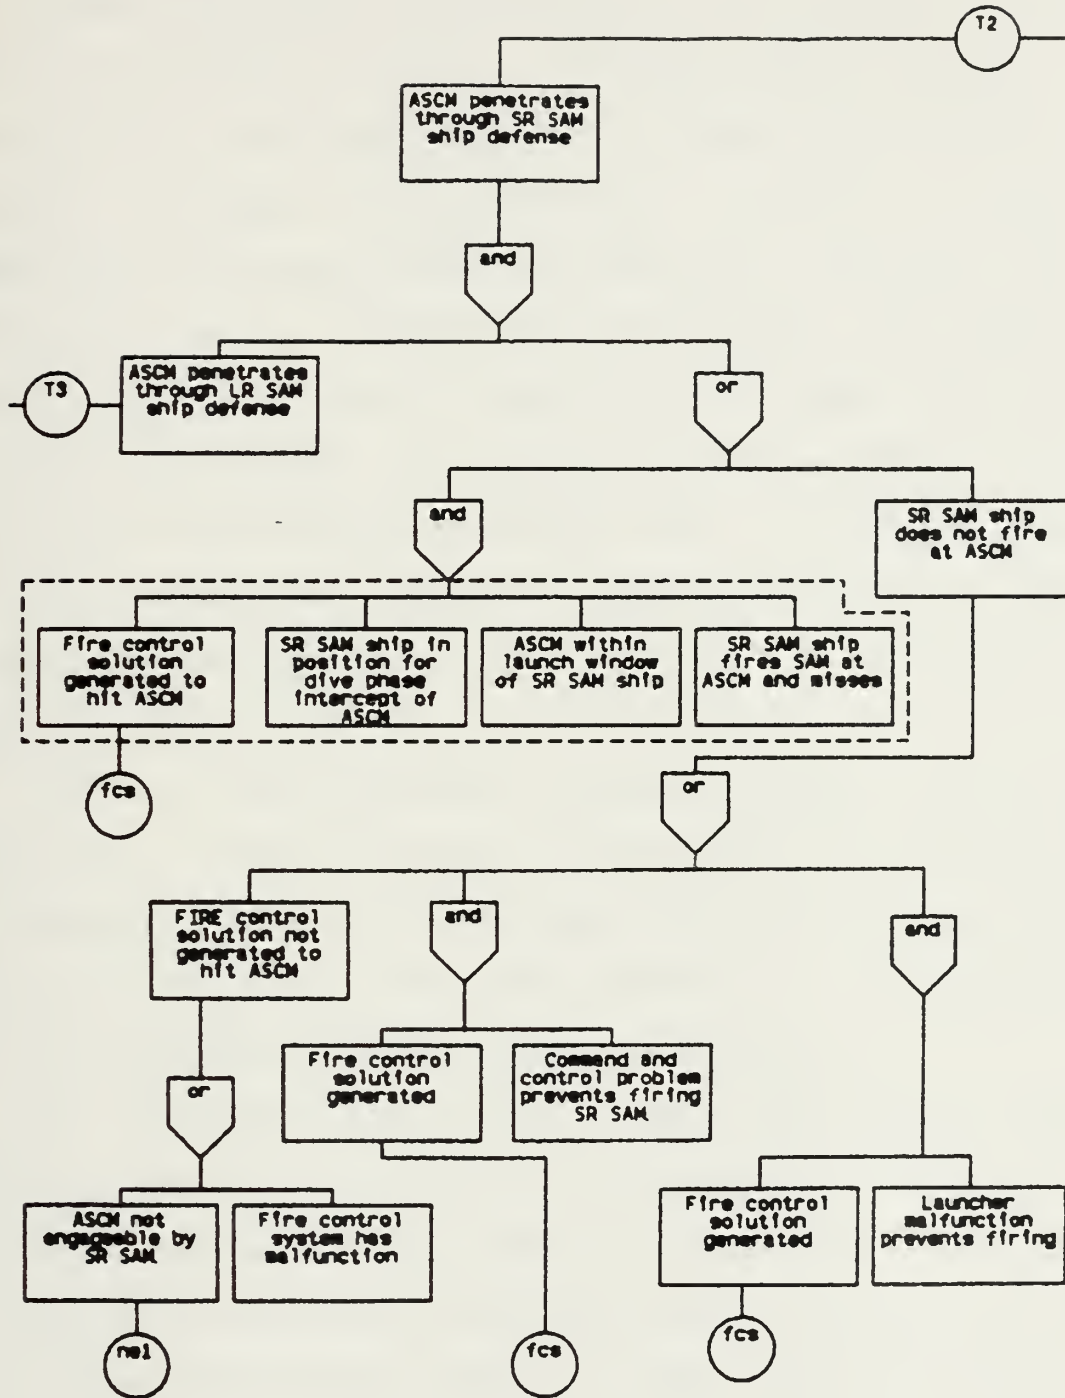 T2
ASCM penetrates
through SR SAM
ship defense
and
T3
ASCM penetrates
through LR SAM
ship defense
or
and
SR SAM ship
does not fire
at ASCM
Fire control
solution
generated to
hit ASCM
SR SAM ship in
position for
dive phase
intercept of
ASCM
ASCM within
launch window
of SR SAM ship
SR SAM ship
fires SAM at
ASCM and misses
fcs
or
FIRE control
solution not
generated to
hit ASCM
and
and
or
Fire control
solution
generated
Command and
control problem
prevents firing
SR SAM
ASCM not
engageable by
SR SAM
Fire control
system has
malfunction
Fire control
solution
generated
Launcher
malfunction
prevents firing
ne1
fcs
fcs